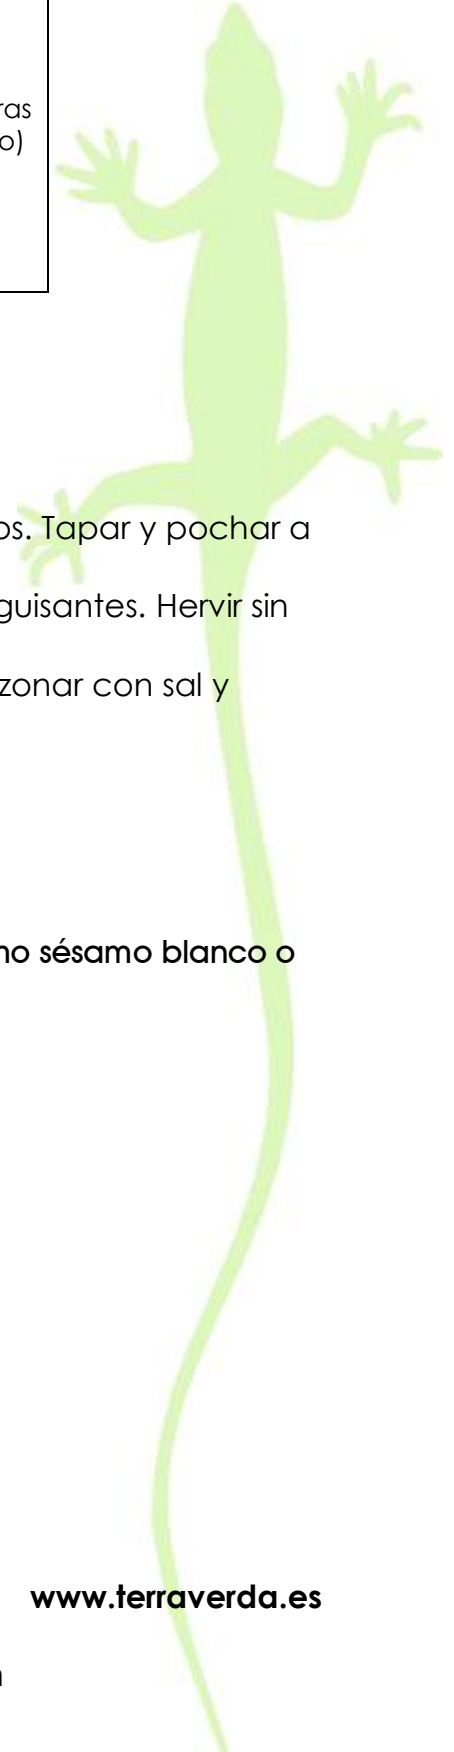 ras
o)
os. Tapar y pochar a
guisantes. Hervir sin
zonar con sal y
no sésamo blanco o
www.terraverda.es